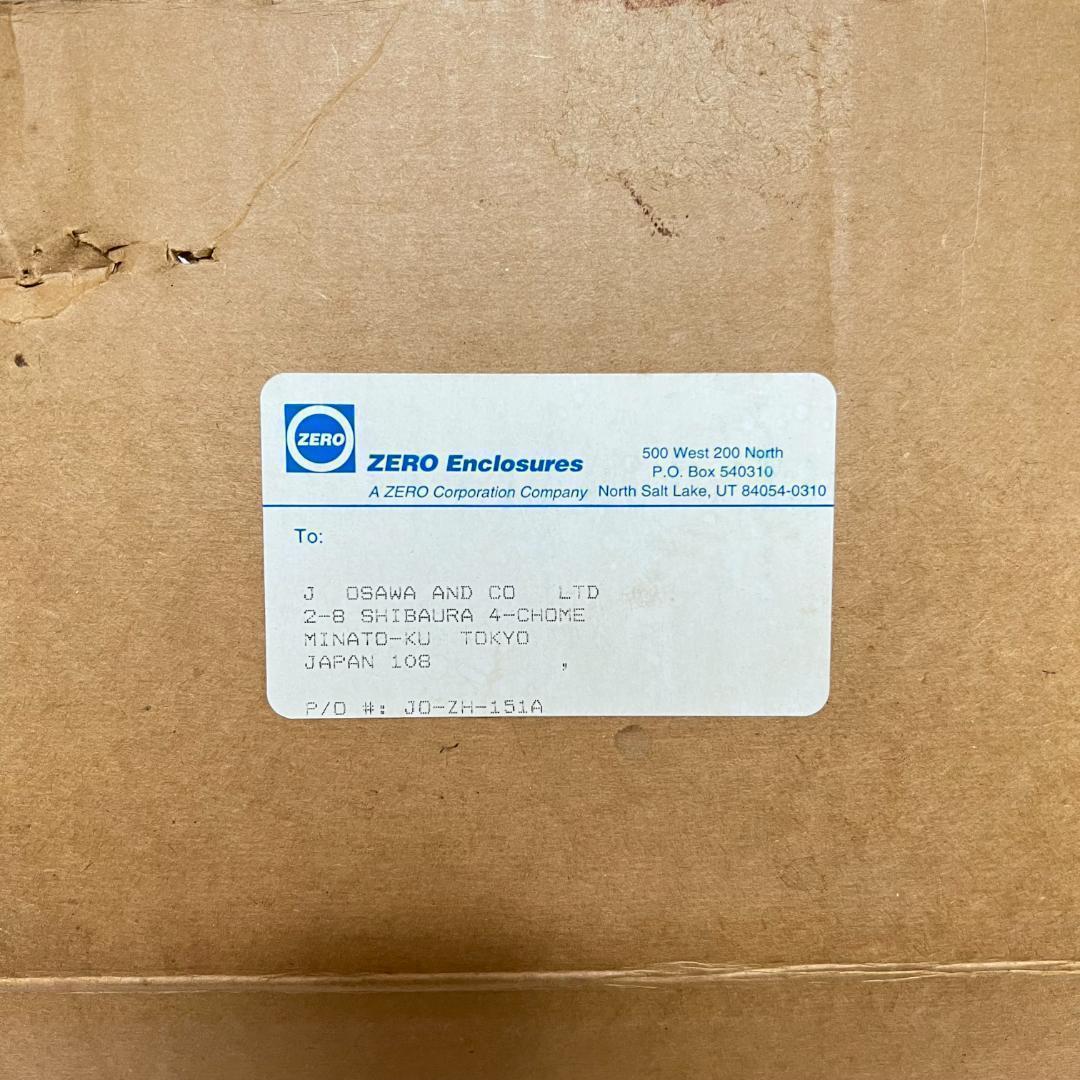 ZERO
ZERO Enclosures
A ZERO Corporation Company
500 West 200 North
P.O. Box 540310
North Salt Lake, UT 84054-0310
To:
J OSAWA AND CO LTD
2-8 SHIBAURA 4-CHOME
MINATO-KU TOKYO
JAPAN 108 ,
P/O #: JO-ZH-151A